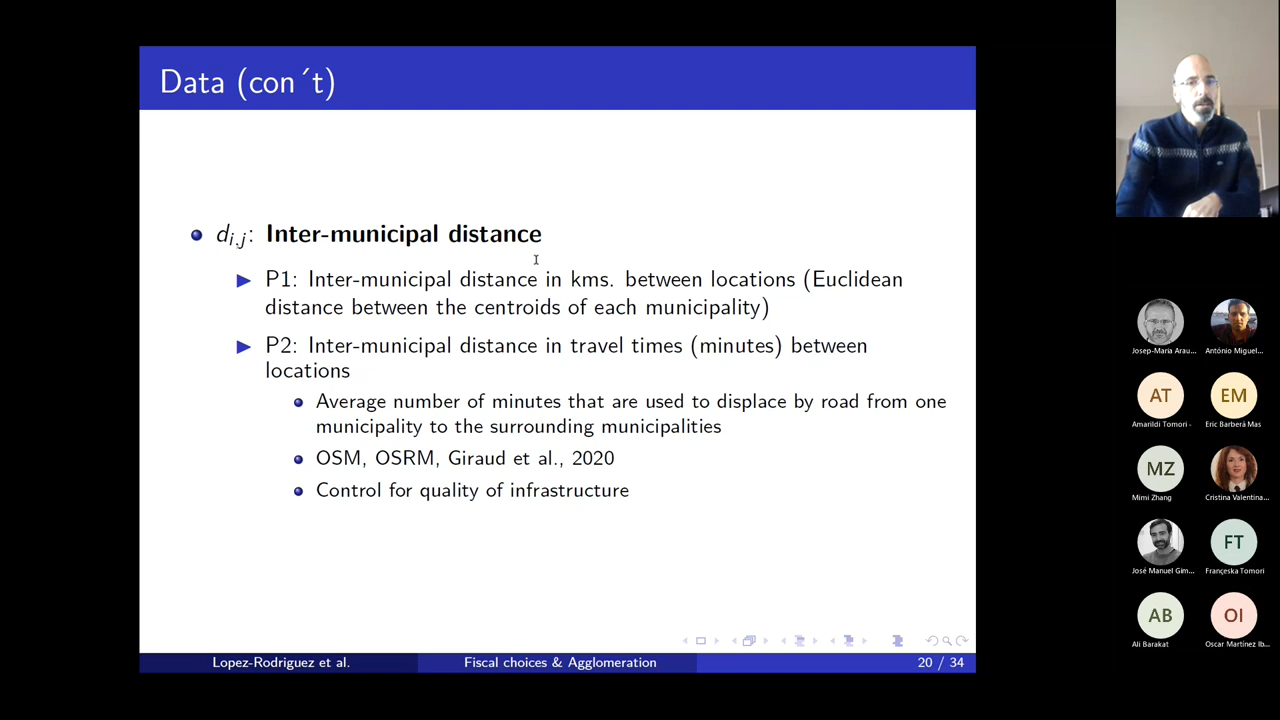 Data (con´t)
d_{i,j}: Inter-municipal distance
P1: Inter-municipal distance in kms. between locations (Euclidean
distance between the centroids of each municipality)
P2: Inter-municipal distance in travel times (minutes) between
locations
Average number of minutes that are used to displace by road from one
municipality to the surrounding municipalities
OSM, OSRM, Giraud et al., 2020
Control for quality of infrastructure
Lopez-Rodriguez et al.
Fiscal choices & Agglomeration
20 / 34
Josep-Maria Arau...
António Miguel...
AT
EM
Amarildi Tomori -
Eric Barberá Mas
MZ
Mimi Zhang
Cristina Valentina...
FT
José Manuel Gim...
Françeska Tomori
AB
OI
Ali Barakat
Oscar Martínez Ib...